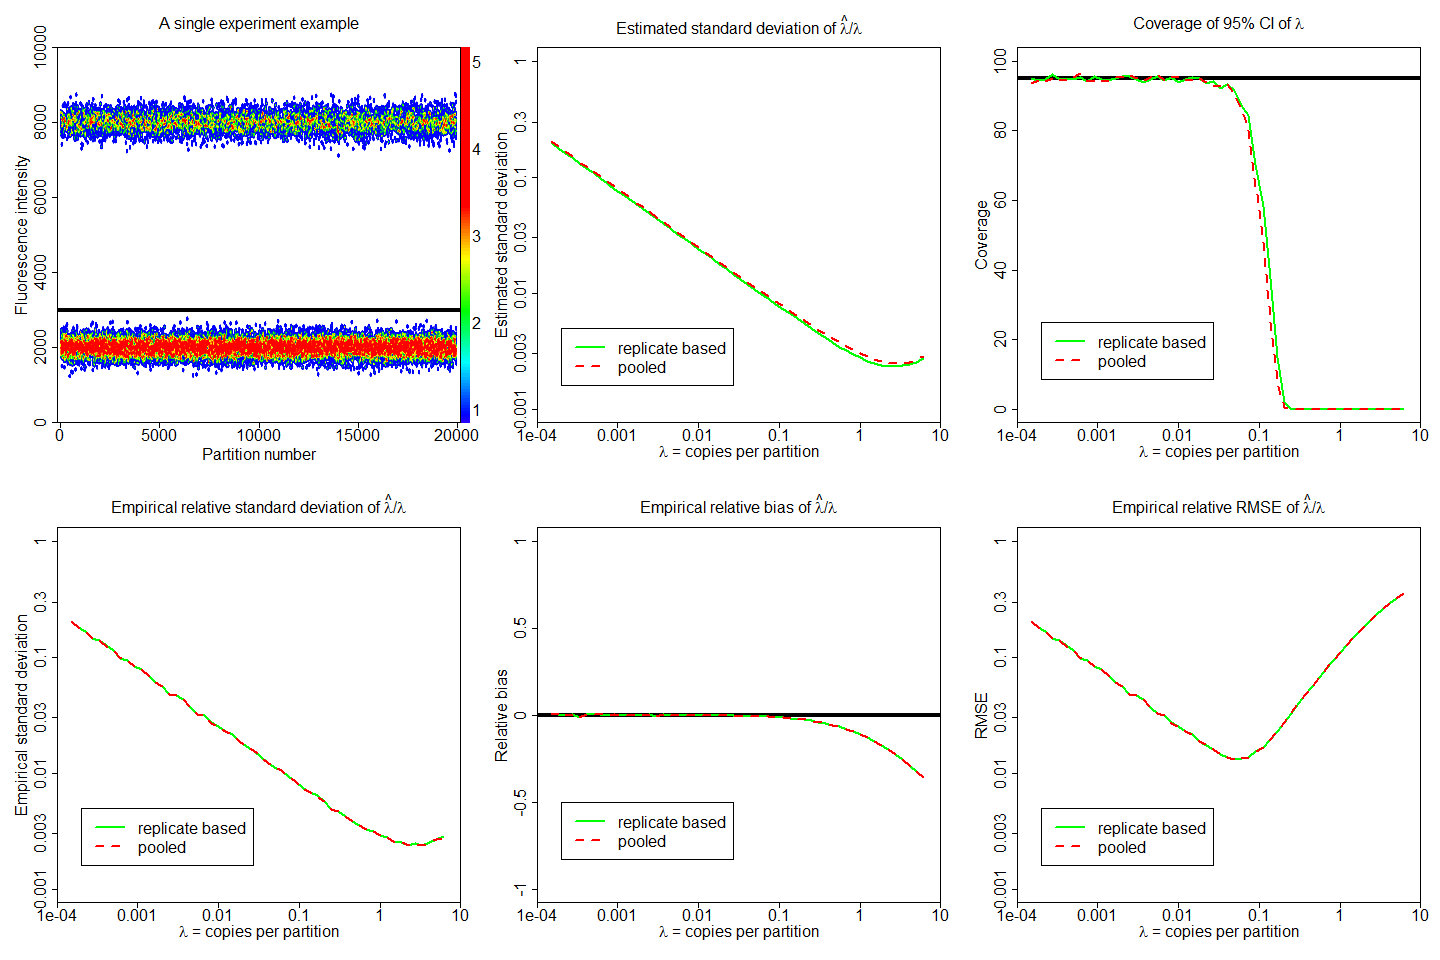 A single experiment example
Fluorescence intensity
10000
8000
6000
4000
2000
0
5
4
3
2
1
0 5000 10000 15000 20000
Partition number
Estimated standard deviation of λ̂/λ
Estimated standard deviation
1
0.3
0.1
0.03
0.01
0.003
0.001
replicate based
pooled
1e-04 0.001 0.01 0.1 1 10
λ = copies per partition
Coverage of 95% CI of λ
Coverage
100
80
60
40
20
0
replicate based
pooled
1e-04 0.001 0.01 0.1 1 10
λ = copies per partition
Empirical relative standard deviation of λ̂/λ
Empirical standard deviation
1
0.3
0.1
0.03
0.01
0.003
0.001
replicate based
pooled
1e-04 0.001 0.01 0.1 1 10
λ = copies per partition
Empirical relative bias of λ̂/λ
Relative bias
1
0.5
0
-0.5
-1
replicate based
pooled
1e-04 0.001 0.01 0.1 1 10
λ = copies per partition
Empirical relative RMSE of λ̂/λ
RMSE
1
0.3
0.1
0.03
0.01
0.003
0.001
replicate based
pooled
1e-04 0.001 0.01 0.1 1 10
λ = copies per partition